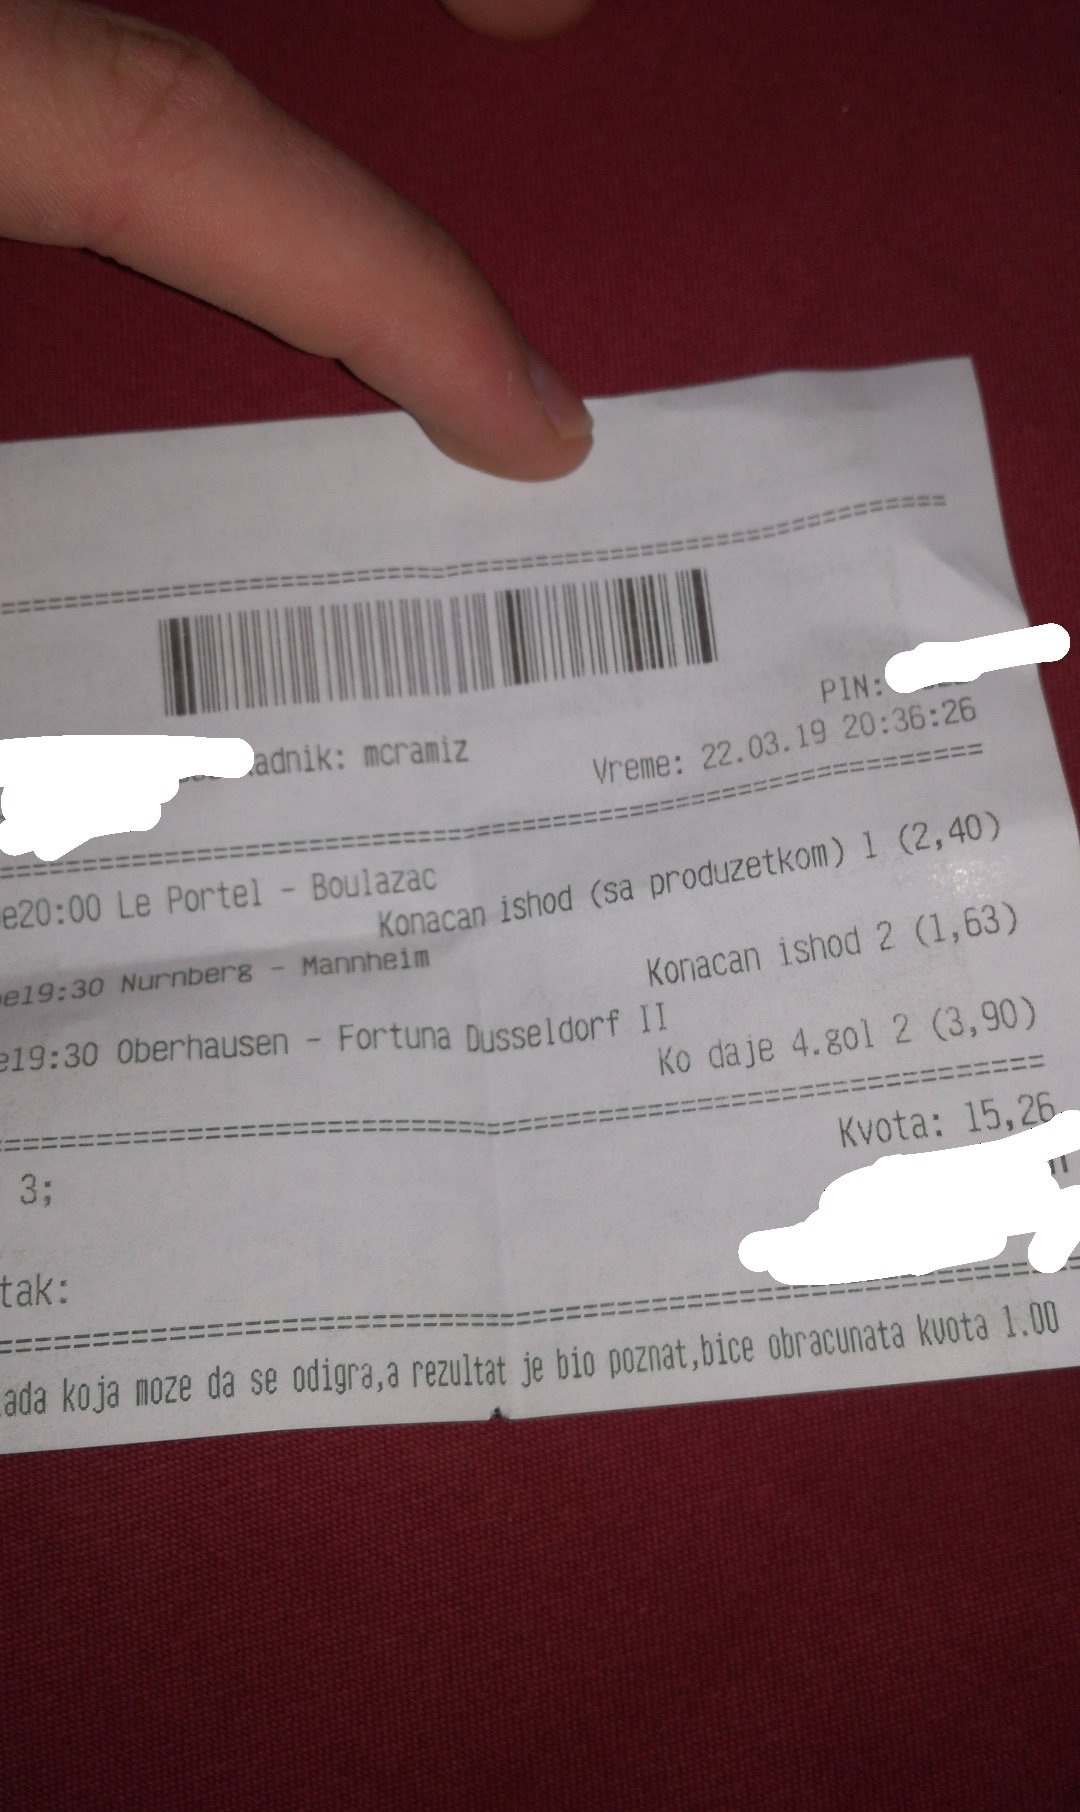 PIN:
adnik: mcramiz
Vreme: 22.03.19 20:36:26
e20:00 Le Portel - Boulazac
Konacan ishod (sa produzetkom) 1 (2,40)
e19:30 Nurnberg - Mannheim
Konacan ishod 2 (1,63)
e19:30 Oberhausen - Fortuna Dusseldorf II
Ko daje 4.gol 2 (3,90)
Kvota: 15,26
3;
tak:
ada koja moze da se odigra,a rezultat je bio poznat,bice obracunata kvota 1.00